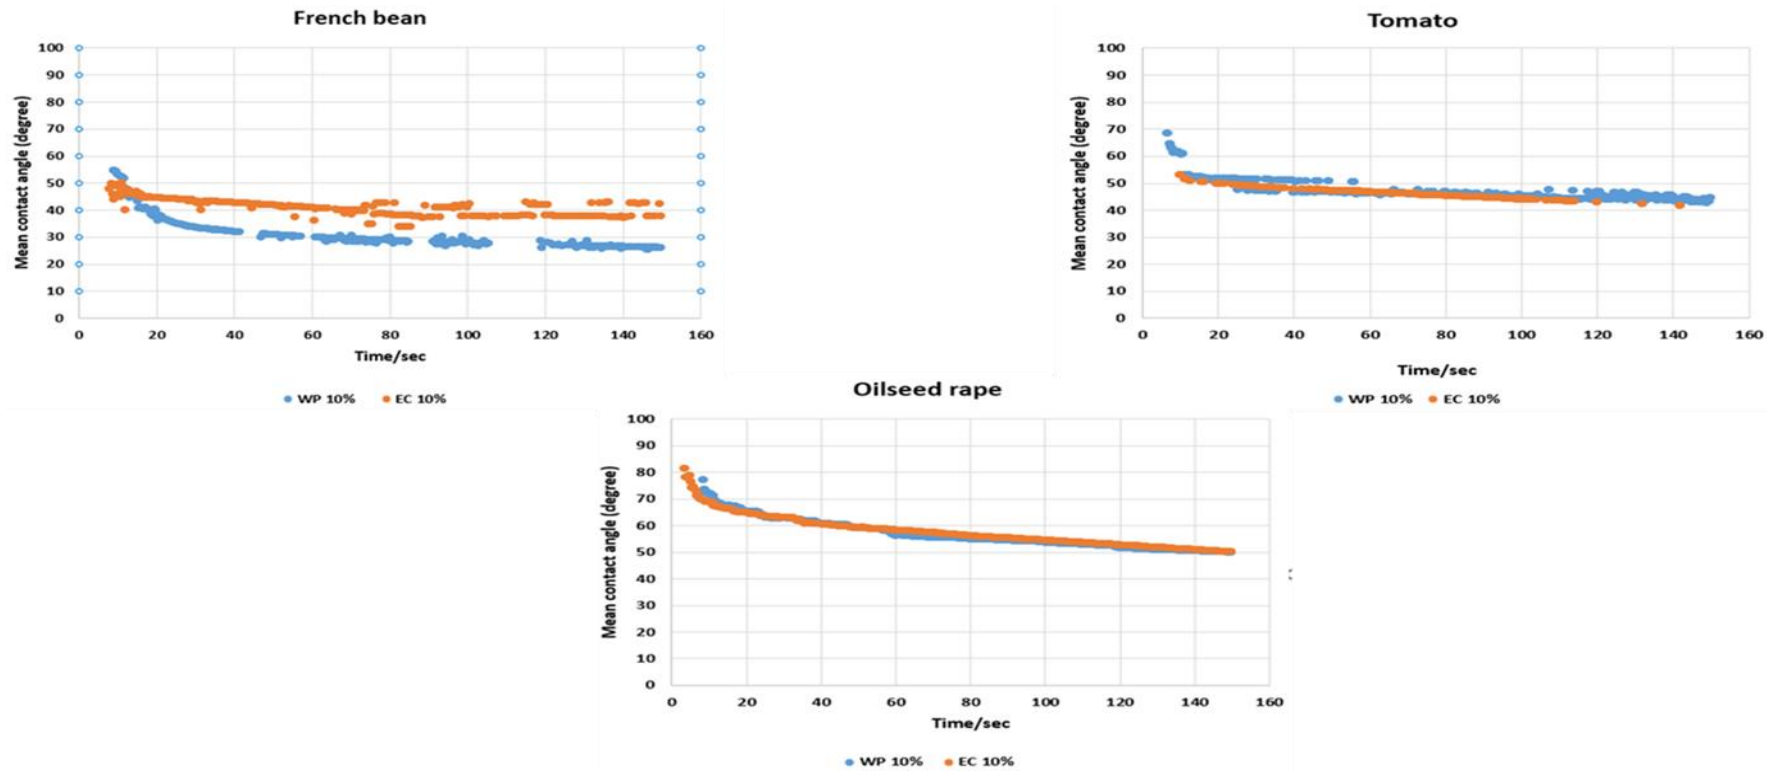 French bean
Mean contact angle (degree)
100
90
80
70
60
50
40
30
20
10
0
0 20 40 60 80 100 120 140 160
Time/sec
WP 10% EC 10%
Tomato
Mean contact angle (degree)
100
90
80
70
60
50
40
30
20
10
0
0 20 40 60 80 100 120 140 160
Time/sec
WP 10% EC 10%
Oilseed rape
Mean contact angle (degree)
100
90
80
70
60
50
40
30
20
10
0
0 20 40 60 80 100 120 140 160
Time/sec
WP 10% EC 10%